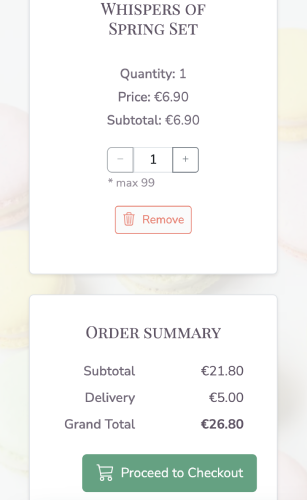 Whispers of
Spring Set
Quantity: 1
Price: €6.90
Subtotal: €6.90
− 1 +
* max 99
Remove
Order summary
Subtotal €21.80
Delivery €5.00
Grand Total €26.80
Proceed to Checkout